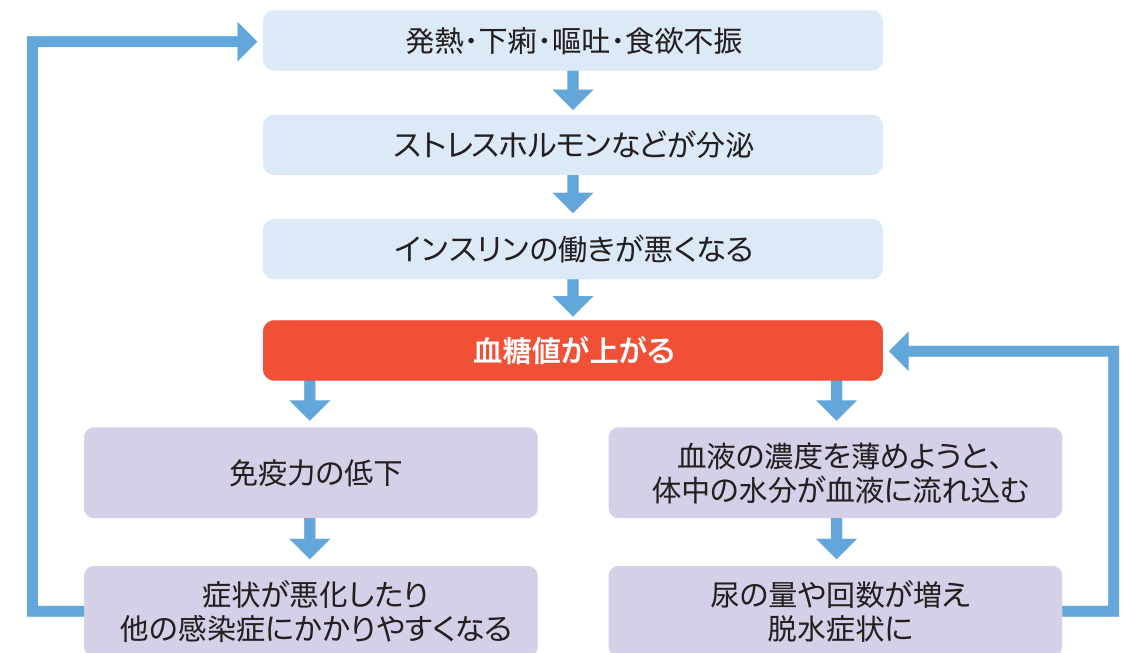 発熱・下痢・嘔吐・食欲不振
ストレスホルモンなどが分泌
インスリンの働きが悪くなる
血糖値が上がる
免疫力の低下
症状が悪化したり
他の感染症にかかりやすくなる
血液の濃度を薄めようと、
体中の水分が血液に流れ込む
尿の量や回数が増え
脱水症状に